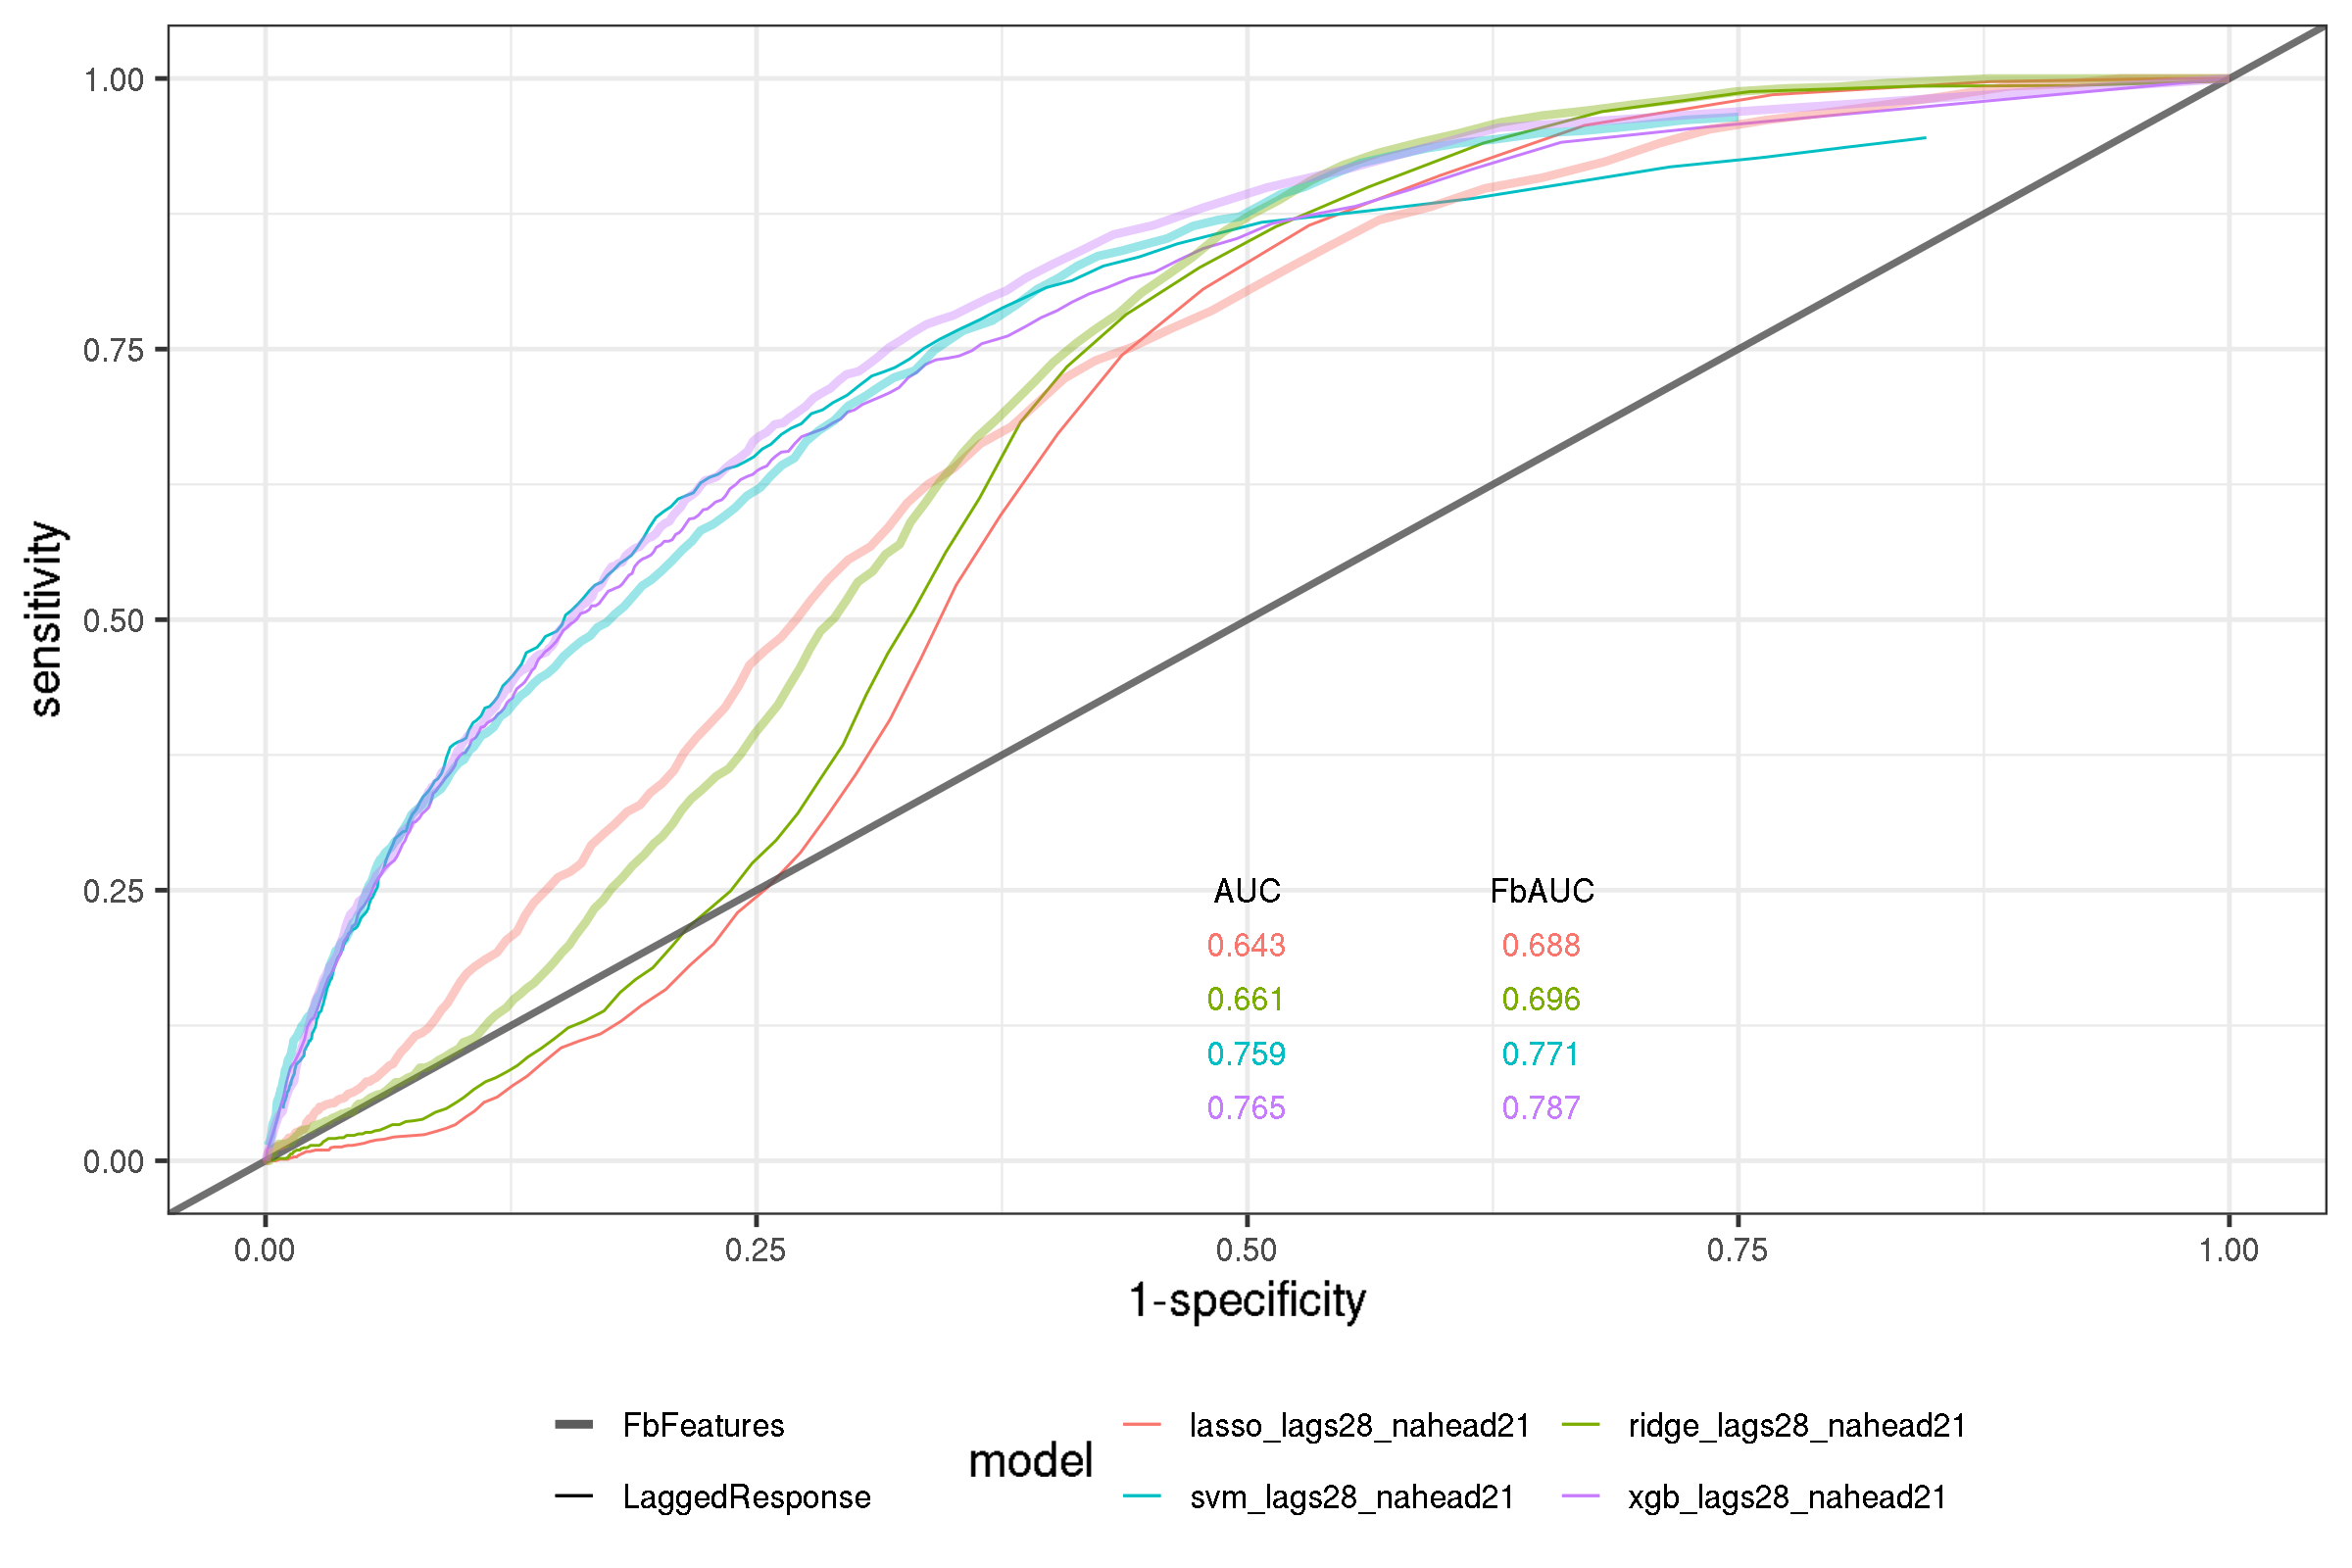 1.00
0.75
0.50
0.25
0.00
sensitivity
AUC FbAUC
0.643 0.688
0.661 0.696
0.759 0.771
0.765 0.787
0.00 0.25 0.50 0.75 1.00
1-specificity
FbFeatures
LaggedResponse
model
lasso_lags28_nahead21 ridge_lags28_nahead21
svm_lags28_nahead21 xgb_lags28_nahead21